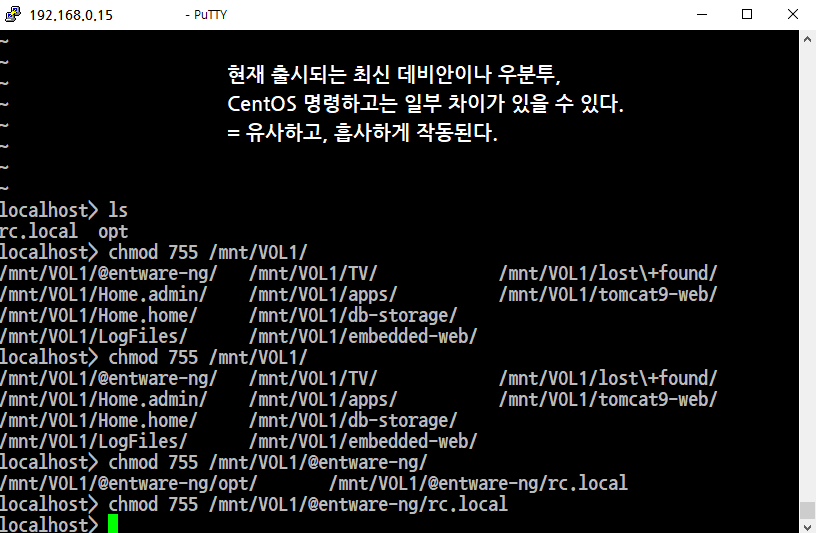 192.168.0.15 - PuTTY
~
~
현재 출시되는 최신 데비안이나 우분투,
~
CentOS 명령하고는 일부 차이가 있을 수 있다.
~
= 유사하고, 흡사하게 작동된다.
~
~
~
~
localhost> ls
rc.local opt
localhost> chmod 755 /mnt/VOL1/
/mnt/VOL1/@entware-ng/ /mnt/VOL1/TV/ /mnt/VOL1/lost\+found/
/mnt/VOL1/Home.admin/ /mnt/VOL1/apps/ /mnt/VOL1/tomcat9-web/
/mnt/VOL1/Home.home/ /mnt/VOL1/db-storage/
/mnt/VOL1/LogFiles/ /mnt/VOL1/embedded-web/
localhost> chmod 755 /mnt/VOL1/
/mnt/VOL1/@entware-ng/ /mnt/VOL1/TV/ /mnt/VOL1/lost\+found/
/mnt/VOL1/Home.admin/ /mnt/VOL1/apps/ /mnt/VOL1/tomcat9-web/
/mnt/VOL1/Home.home/ /mnt/VOL1/db-storage/
/mnt/VOL1/LogFiles/ /mnt/VOL1/embedded-web/
localhost> chmod 755 /mnt/VOL1/@entware-ng/
/mnt/VOL1/@entware-ng/opt/ /mnt/VOL1/@entware-ng/rc.local
localhost> chmod 755 /mnt/VOL1/@entware-ng/rc.local
localhost>